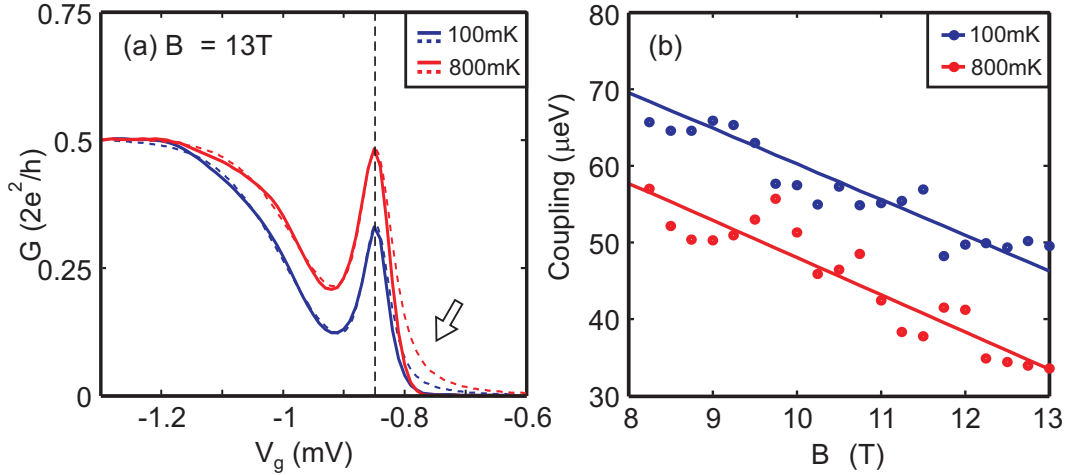 (a) B = 13T
100mK
800mK
G (2e²/h)
0.75
0.5
0.25
0
-1.2
-1
-0.8
-0.6
V_g (mV)
(b)
100mK
800mK
Coupling (μeV)
80
70
60
50
40
30
8
9
10
11
12
13
B (T)